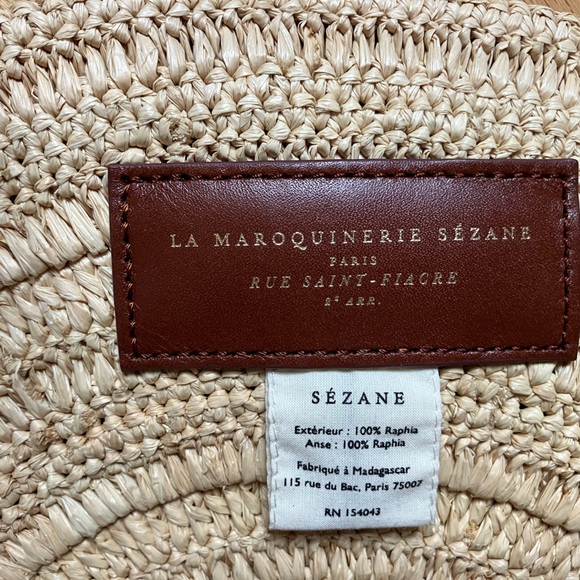 LA MAROQUINERIE SÉZANE
PARIS
RUE SAINT-FIACRE
2e ARR.
SÉZANE
Extérieur : 100% Raphia
Anse : 100% Raphia
Fabriqué à Madagascar
115 rue du Bac, Paris 75007
RN 154043